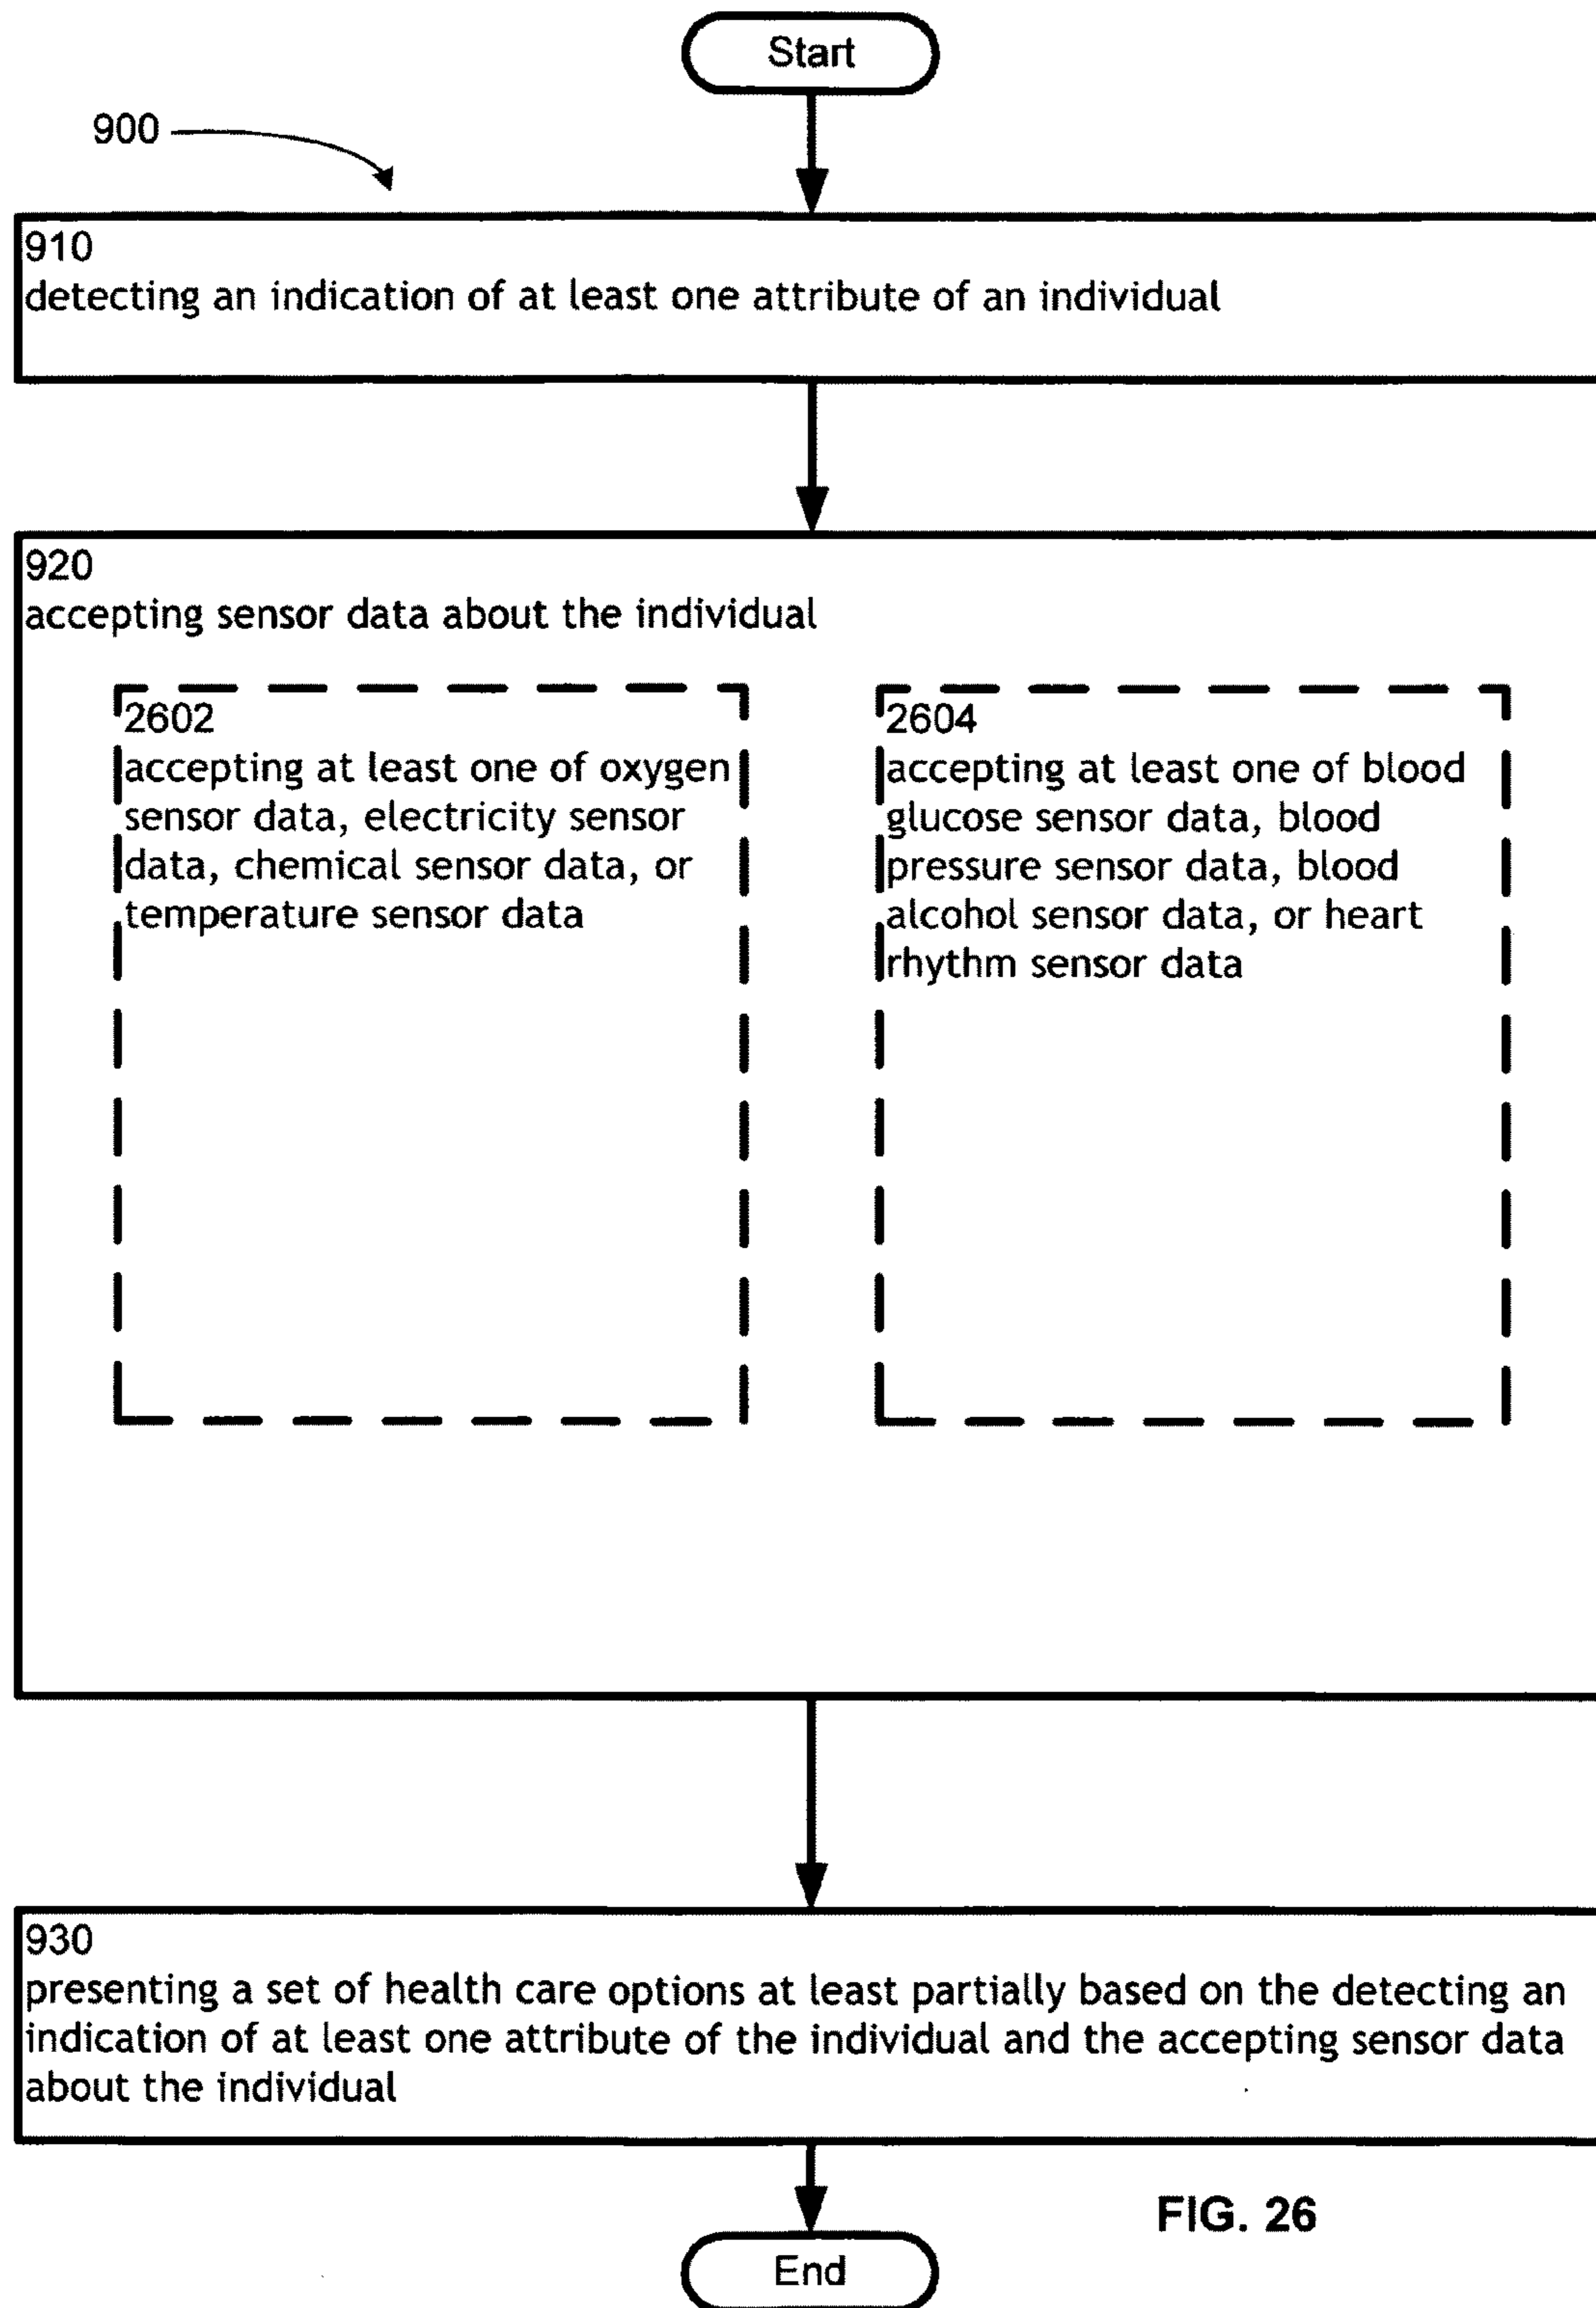 Start
900
910
detecting an indication of at least one attribute of an individual
920
accepting sensor data about the individual
2602
accepting at least one of oxygen
sensor data, electricity sensor
data, chemical sensor data, or
temperature sensor data
2604
accepting at least one of blood
glucose sensor data, blood
pressure sensor data, blood
alcohol sensor data, or heart
rhythm sensor data
930
presenting a set of health care options at least partially based on the detecting an
indication of at least one attribute of the individual and the accepting sensor data
about the individual
FIG. 26
End